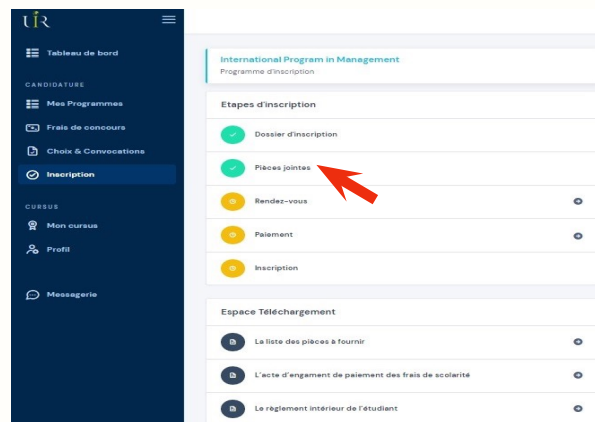 UIR
Tableau de bord
CANDIDATURE
Mes Programmes
Frais de concours
Choix & Convocations
Inscription
CURSUS
Mon cursus
Profil
Messagerie
International Program in Management
Programme d'inscription
Etapes d'inscription
Dossier d'inscription
Pièces jointes
Rendez-vous
Paiement
Inscription
Espace Téléchargement
La liste des pièces à fournir
L'acte d'engament de paiement des frais de scolarité
Le règlement intérieur de l'étudiant